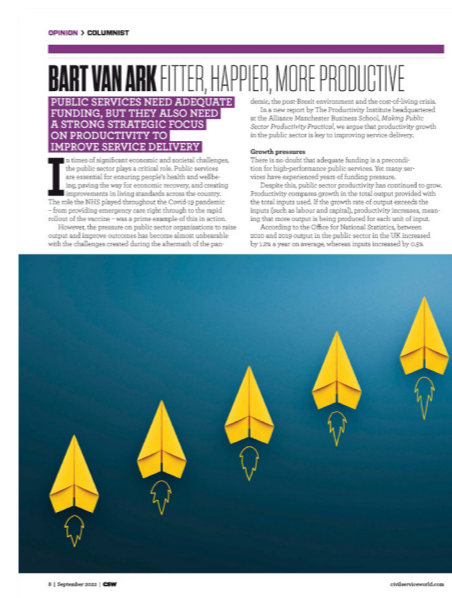 OPINION > COLUMNIST
BART VAN ARK FITTER, HAPPIER, MORE PRODUCTIVE
PUBLIC SERVICES NEED ADEQUATE
FUNDING, BUT THEY ALSO NEED
A STRONG STRATEGIC FOCUS
ON PRODUCTIVITY TO
IMPROVE SERVICE DELIVERY
In times of significant economic and societal challenges,
the public sector plays a critical role. Public services
are essential for ensuring people's health and wellbe-
ing, paving the way for economic recovery, and creating
improvements in living standards across the country.
The role the NHS played throughout the Covid-19 pandemic
– from providing emergency care right through to the rapid
rollout of the vaccine – was a prime example of this in action.
However, the pressure on public sector organisations to raise
output and improve outcomes has become almost unbearable
with the challenges created during the aftermath of the pan-
demic, the post-Brexit environment and the cost-of-living crisis.
In a new report by The Productivity Institute headquartered
at the Alliance Manchester Business School, Making Public
Sector Productivity Practical, we argue that productivity growth
in the public sector is key to improving service delivery.
Growth pressures
There is no doubt that adequate funding is a precondi-
tion for high-performance public services. Yet many ser-
vices have experienced years of funding pressure.
Despite this, public sector productivity has continued to grow.
Productivity compares growth in the total output provided with
the total inputs used. If the growth rate of output exceeds the
inputs (such as labour and capital), productivity increases, mean-
ing that more output is being produced for each unit of input.
According to the Office for National Statistics, between
2010 and 2019 output in the public sector in the UK increased
by 1.2% a year on average, whereas inputs increased by 0.5%
8 | September 2022 | CSW
civilserviceworld.com